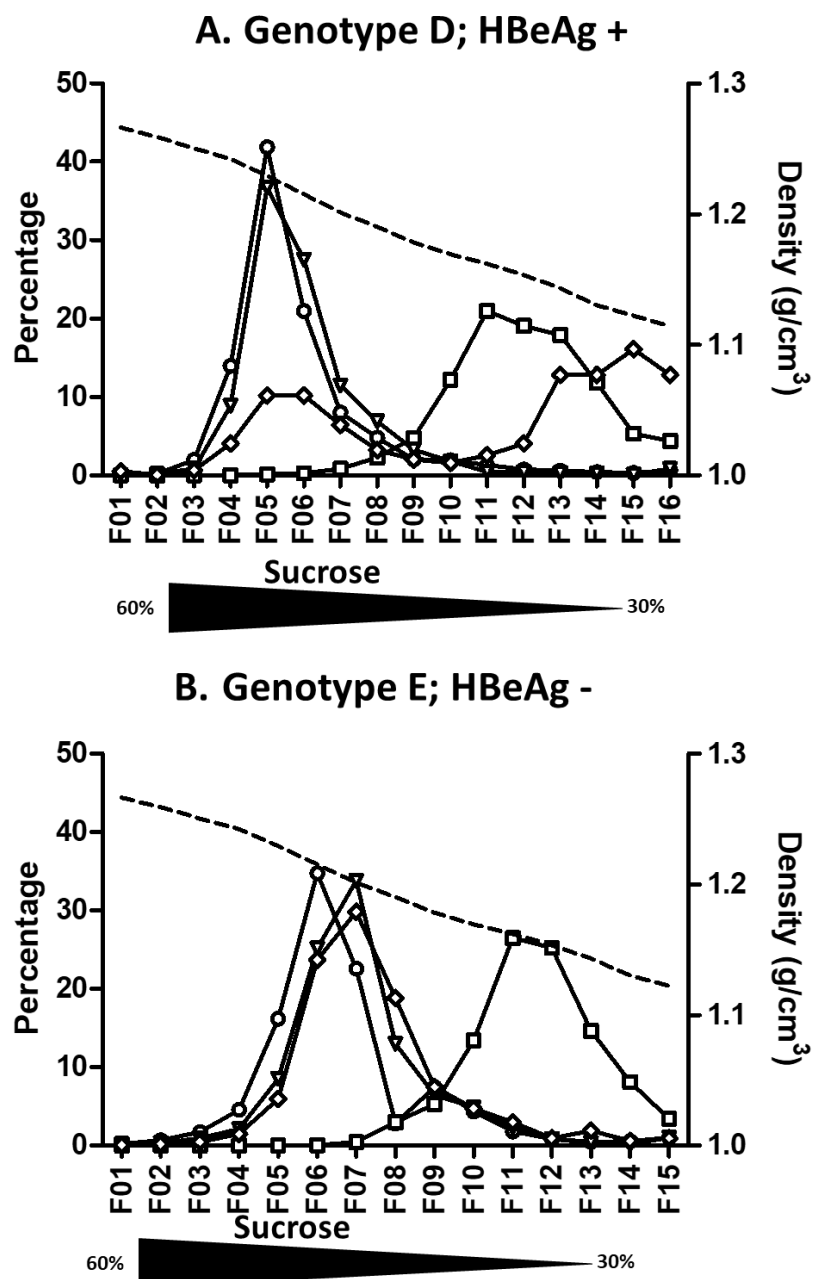 A. Genotype D; HBeAg +
50
40
30
20
10
0
Percentage
1.3
1.2
1.1
1.0
Density (g/cm³)
F01 F02 F03 F04 F05 F06 F07 F08 F09 F10 F11 F12 F13 F14 F15 F16
Sucrose
60% 30%
B. Genotype E; HBeAg -
50
40
30
20
10
0
Percentage
1.3
1.2
1.1
1.0
Density (g/cm³)
F01 F02 F03 F04 F05 F06 F07 F08 F09 F10 F11 F12 F13 F14 F15
Sucrose
60% 30%